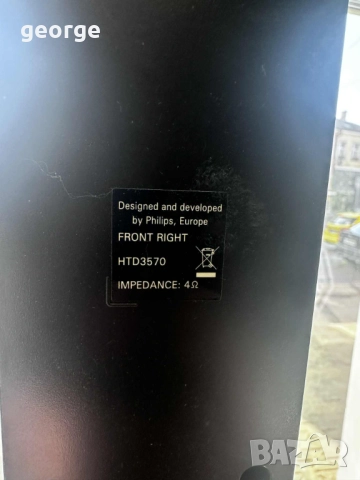 george
Designed and developed
by Philips, Europe
FRONT RIGHT
HTD3570
IMPEDANCE: 4Ω
BAZAR